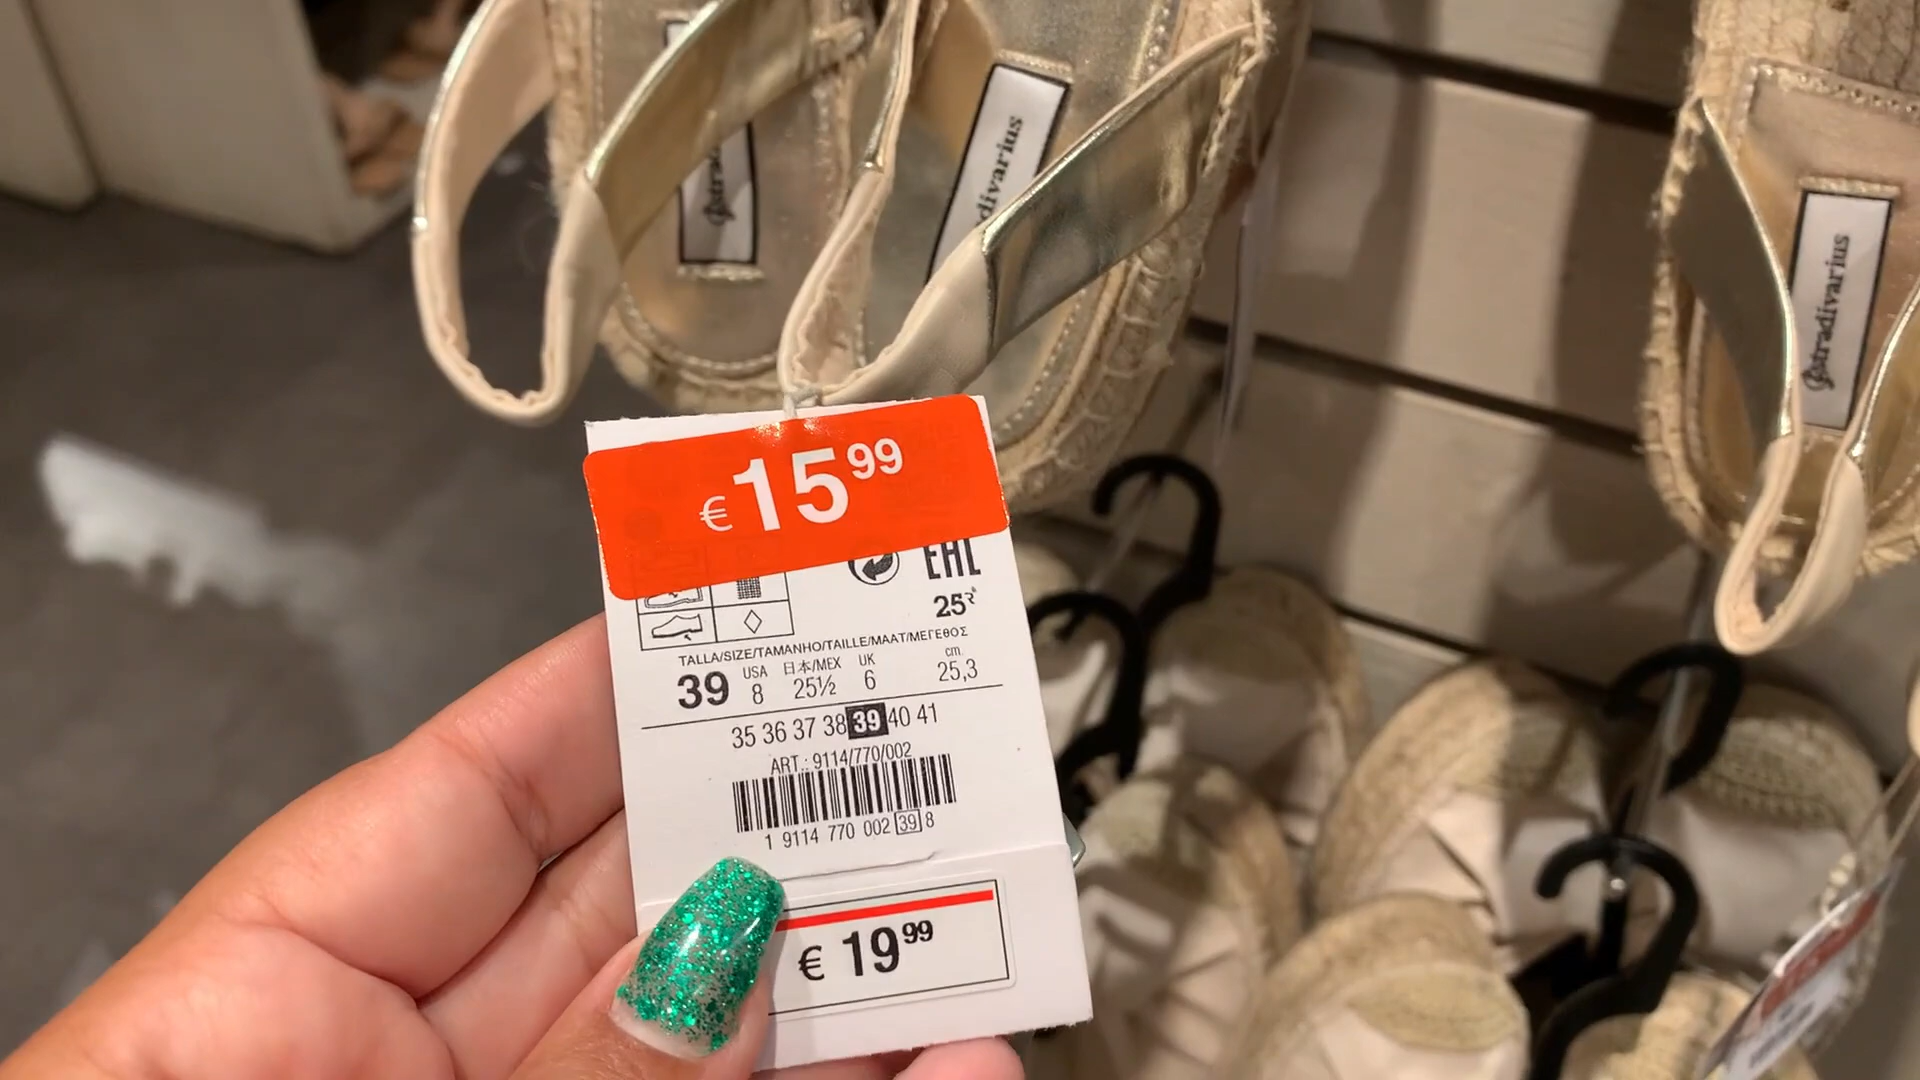 stradivarius
divarius
stradivarius
€ 15 99
EAC
25
TALLA/SIZE/TAMANHO/TAILLE/MAAT/ΜΕΓΕΘΟΣ
39 USA 8 日本/MEX 25½ UK 6 cm. 25,3
35 36 37 38 39 40 41
ART.: 9114/770/002
1 9114 770 002 39 8
€ 19 99